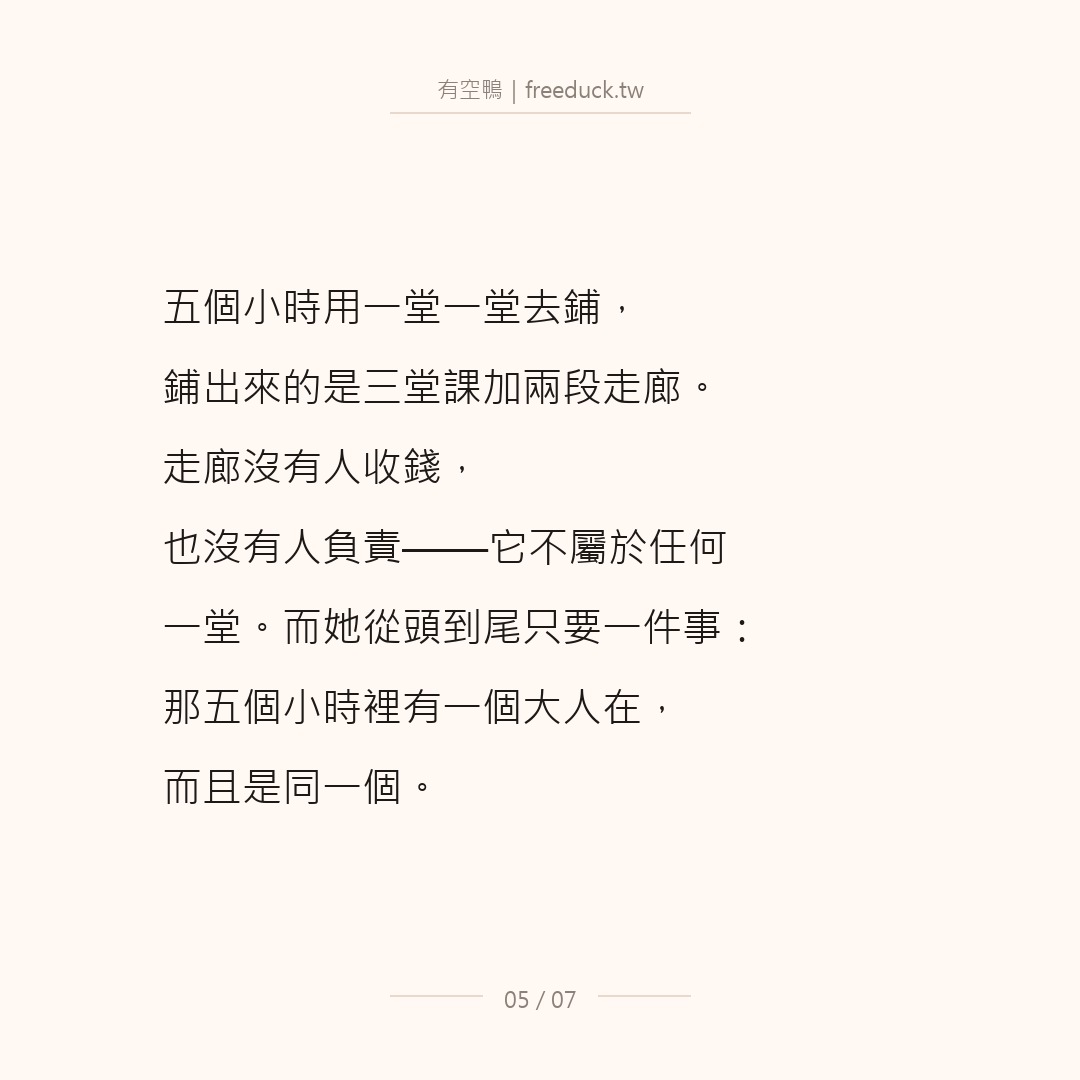 有空鴨 | freeduck.tw
五個小時用一堂一堂去鋪，
鋪出來的是三堂課加兩段走廊。
走廊沒有人收錢，
也沒有人負責——它不屬於任何
一堂。而她從頭到尾只要一件事：
那五個小時裡有一個大人在，
而且是同一個。
05 / 07